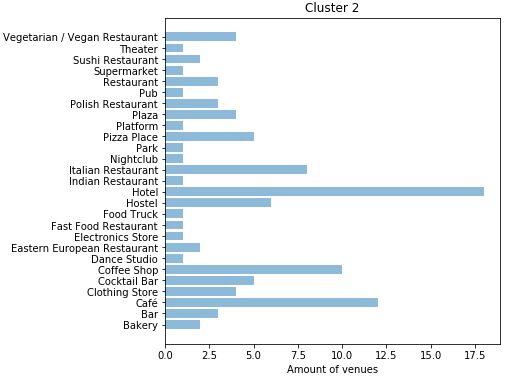 Cluster 2
Vegetarian / Vegan Restaurant
Theater
Sushi Restaurant
Supermarket
Restaurant
Pub
Polish Restaurant
Plaza
Platform
Pizza Place
Park
Nightclub
Italian Restaurant
Indian Restaurant
Hotel
Hostel
Food Truck
Fast Food Restaurant
Electronics Store
Eastern European Restaurant
Dance Studio
Coffee Shop
Cocktail Bar
Clothing Store
Café
Bar
Bakery
0.0 2.5 5.0 7.5 10.0 12.5 15.0 17.5
Amount of venues